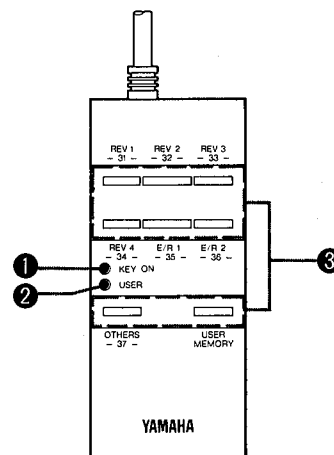 REV 1 REV 2 REV 3
- 31 - - 32 - - 33 -
REV 4 E/R 1 E/R 2
- 34 - - 35 - - 36 -
1 KEY ON 3
2 USER
OTHERS USER
- 37 - MEMORY
YAMAHA